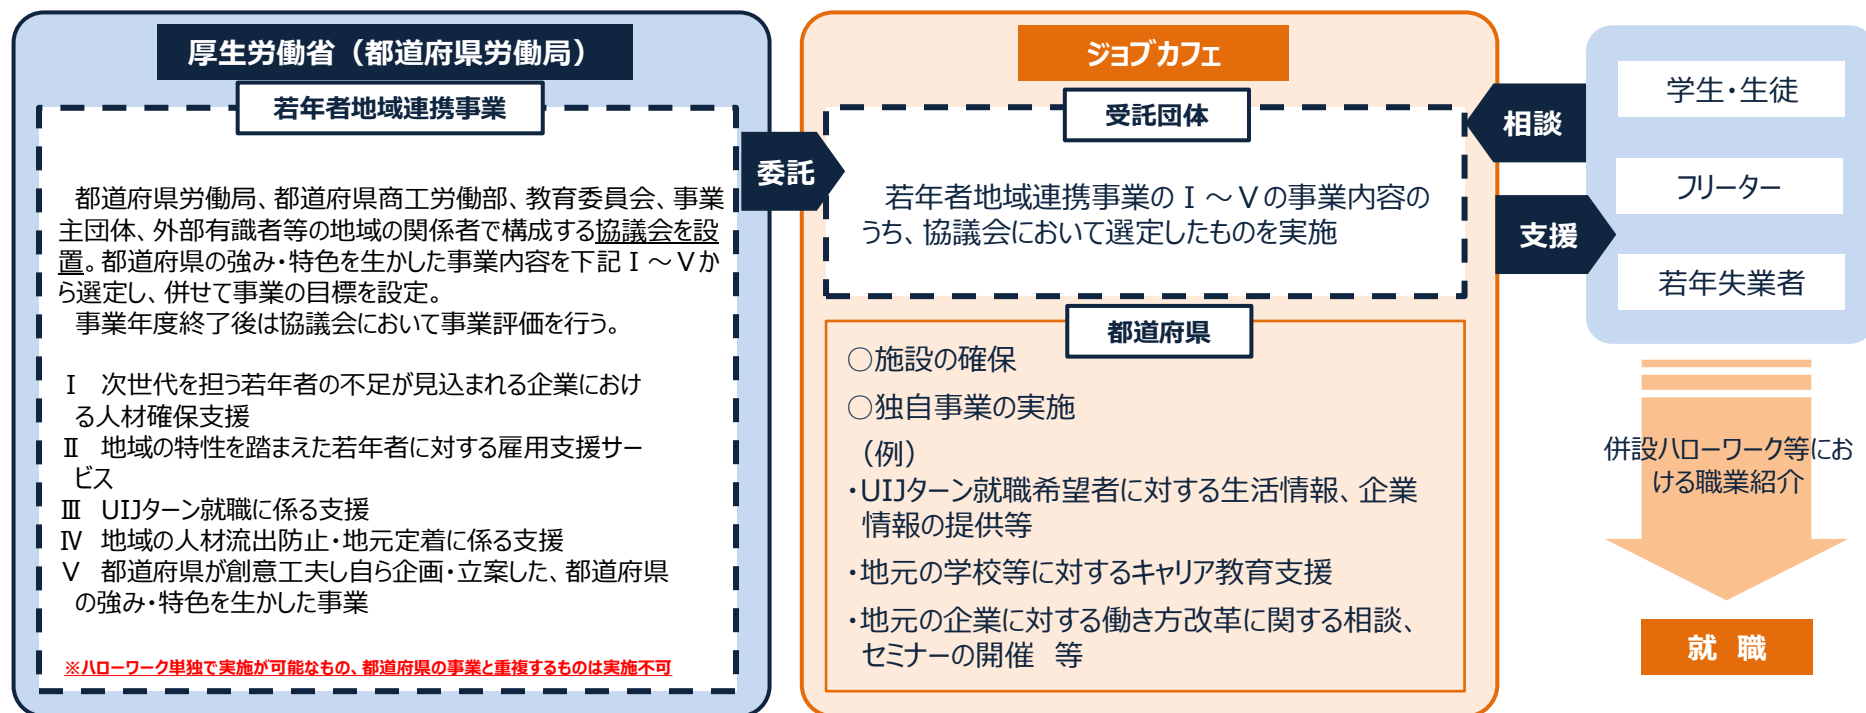 厚生労働省（都道府県労働局）
若年者地域連携事業
都道府県労働局、都道府県商工労働部、教育委員会、事業
主団体、外部有識者等の地域の関係者で構成する協議会を設
置。都道府県の強み・特色を生かした事業内容を下記Ⅰ～Ⅴか
ら選定し、併せて事業の目標を設定。
事業年度終了後は協議会において事業評価を行う。
Ⅰ　次世代を担う若年者の不足が見込まれる企業におけ
る人材確保支援
Ⅱ　地域の特性を踏まえた若年者に対する雇用支援サー
ビス
Ⅲ　UIJターン就職に係る支援
Ⅳ　地域の人材流出防止・地元定着に係る支援
Ⅴ　都道府県が創意工夫し自ら企画・立案した、都道府県
の強み・特色を生かした事業
※ハローワーク単独で実施が可能なもの、都道府県の事業と重複するものは実施不可
委託
ジョブカフェ
受託団体
若年者地域連携事業のⅠ～Ⅴの事業内容の
うち、協議会において選定したものを実施
都道府県
○施設の確保
○独自事業の実施
（例）
・UIJターン就職希望者に対する生活情報、企業
情報の提供等
・地元の学校等に対するキャリア教育支援
・地元の企業に対する働き方改革に関する相談、
セミナーの開催　等
相談
支援
学生・生徒
フリーター
若年失業者
併設ハローワーク等にお
ける職業紹介
就　職